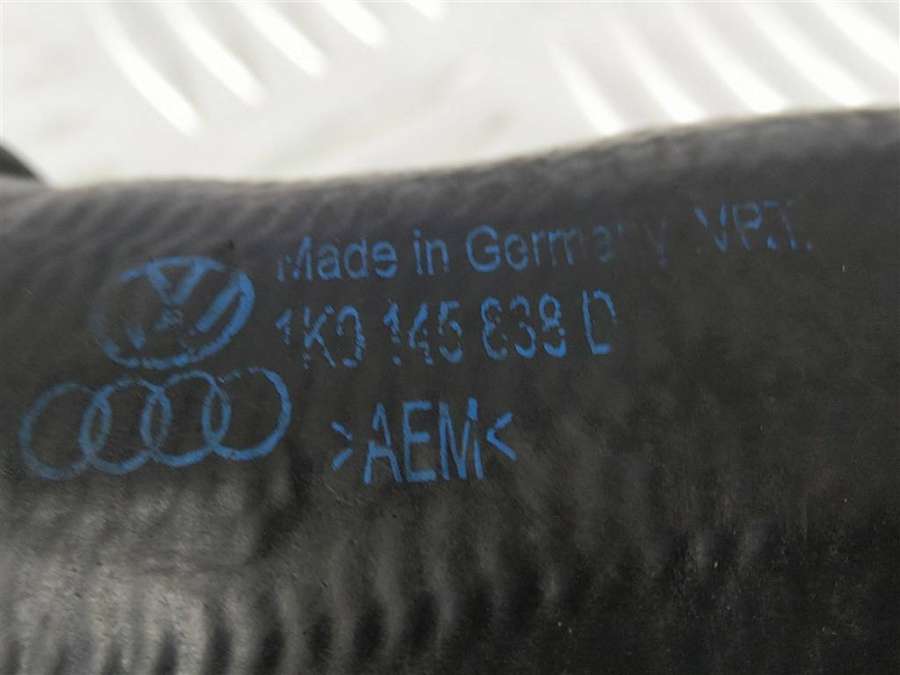 Made in Germany V.P.T.
1K0 145 838 D
>AEM<